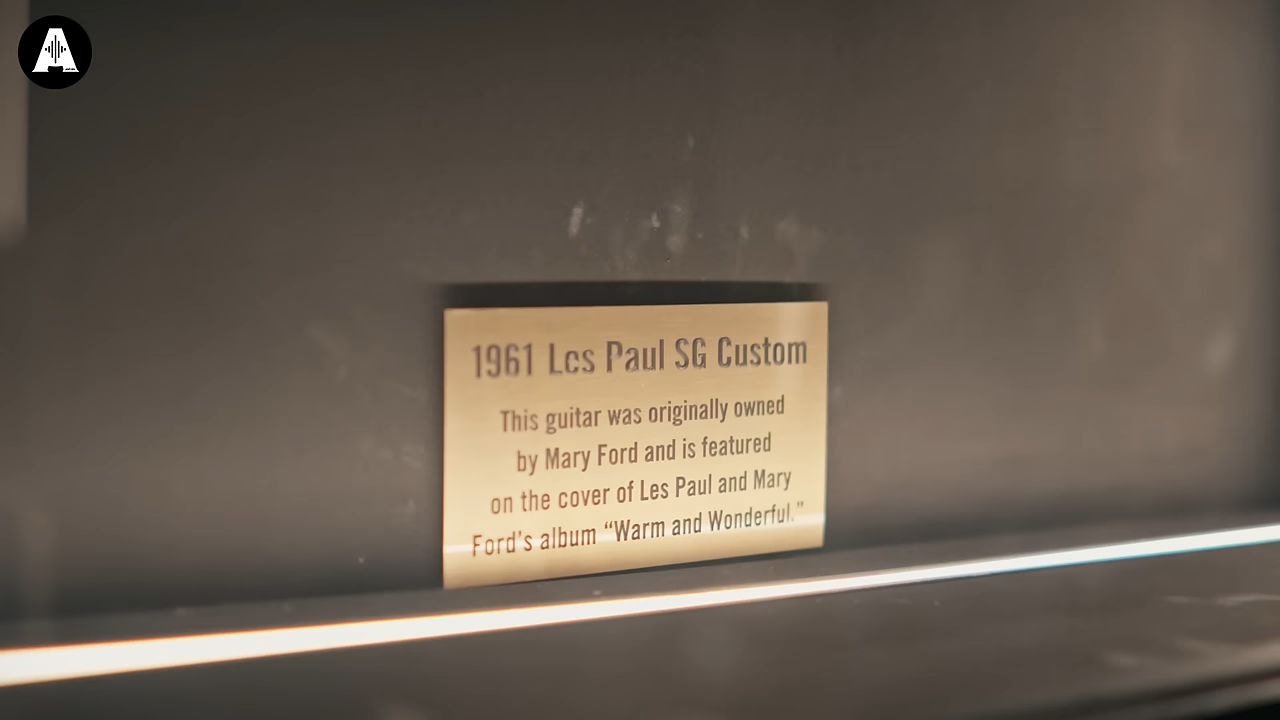 1961 Les Paul SG Custom
This guitar was originally owned
by Mary Ford and is featured
on the cover of Les Paul and Mary
Ford's album “Warm and Wonderful.”